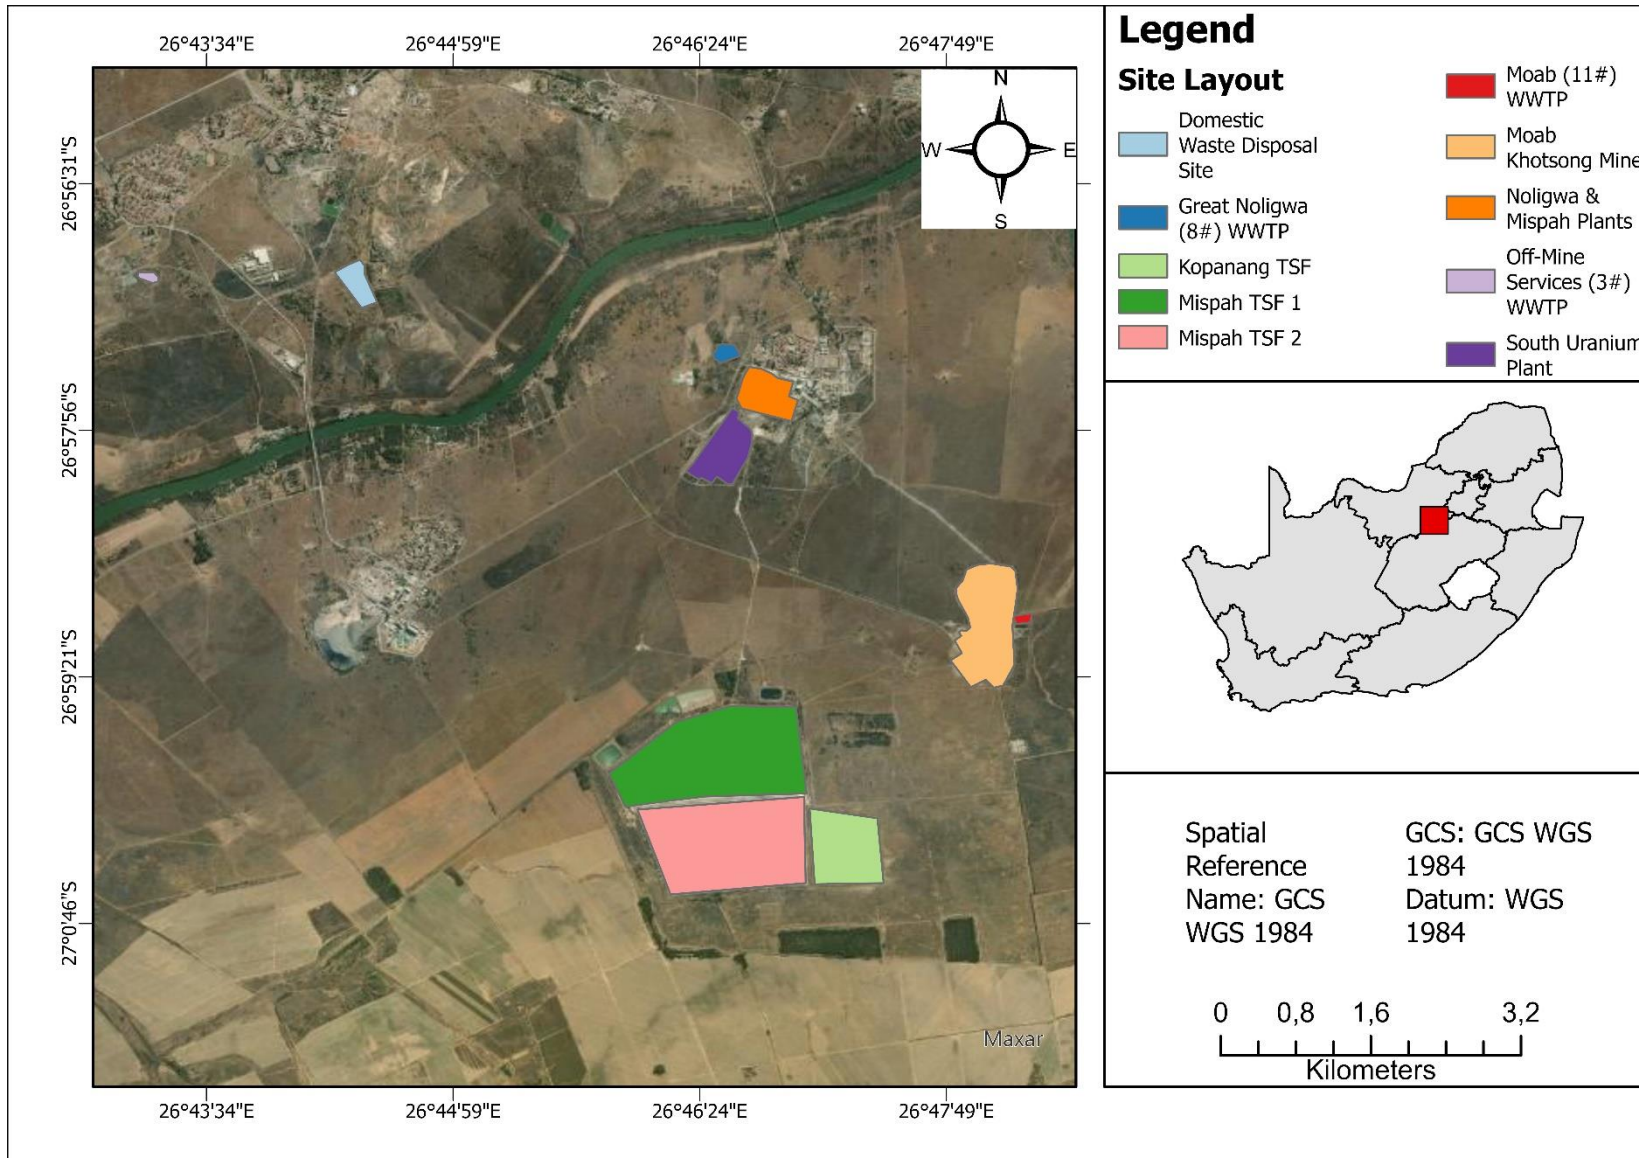 26°43'34"E 26°44'59"E 26°46'24"E 26°47'49"E
26°56'31"S
26°57'56"S
26°59'21"S
27°0'46"S
N
W E
S
Maxar
26°43'34"E 26°44'59"E 26°46'24"E 26°47'49"E
Legend
Site Layout
Domestic
Waste Disposal
Site
Great Noligwa
(8#) WWTP
Kopanang TSF
Mispah TSF 1
Mispah TSF 2
Moab (11#)
WWTP
Moab
Khotsong Mine
Noligwa &
Mispah Plants
Off-Mine
Services (3#)
WWTP
South Uranium
Plant
Spatial
Reference
Name: GCS
WGS 1984
GCS: GCS WGS
1984
Datum: WGS
1984
0 0,8 1,6 3,2
Kilometers